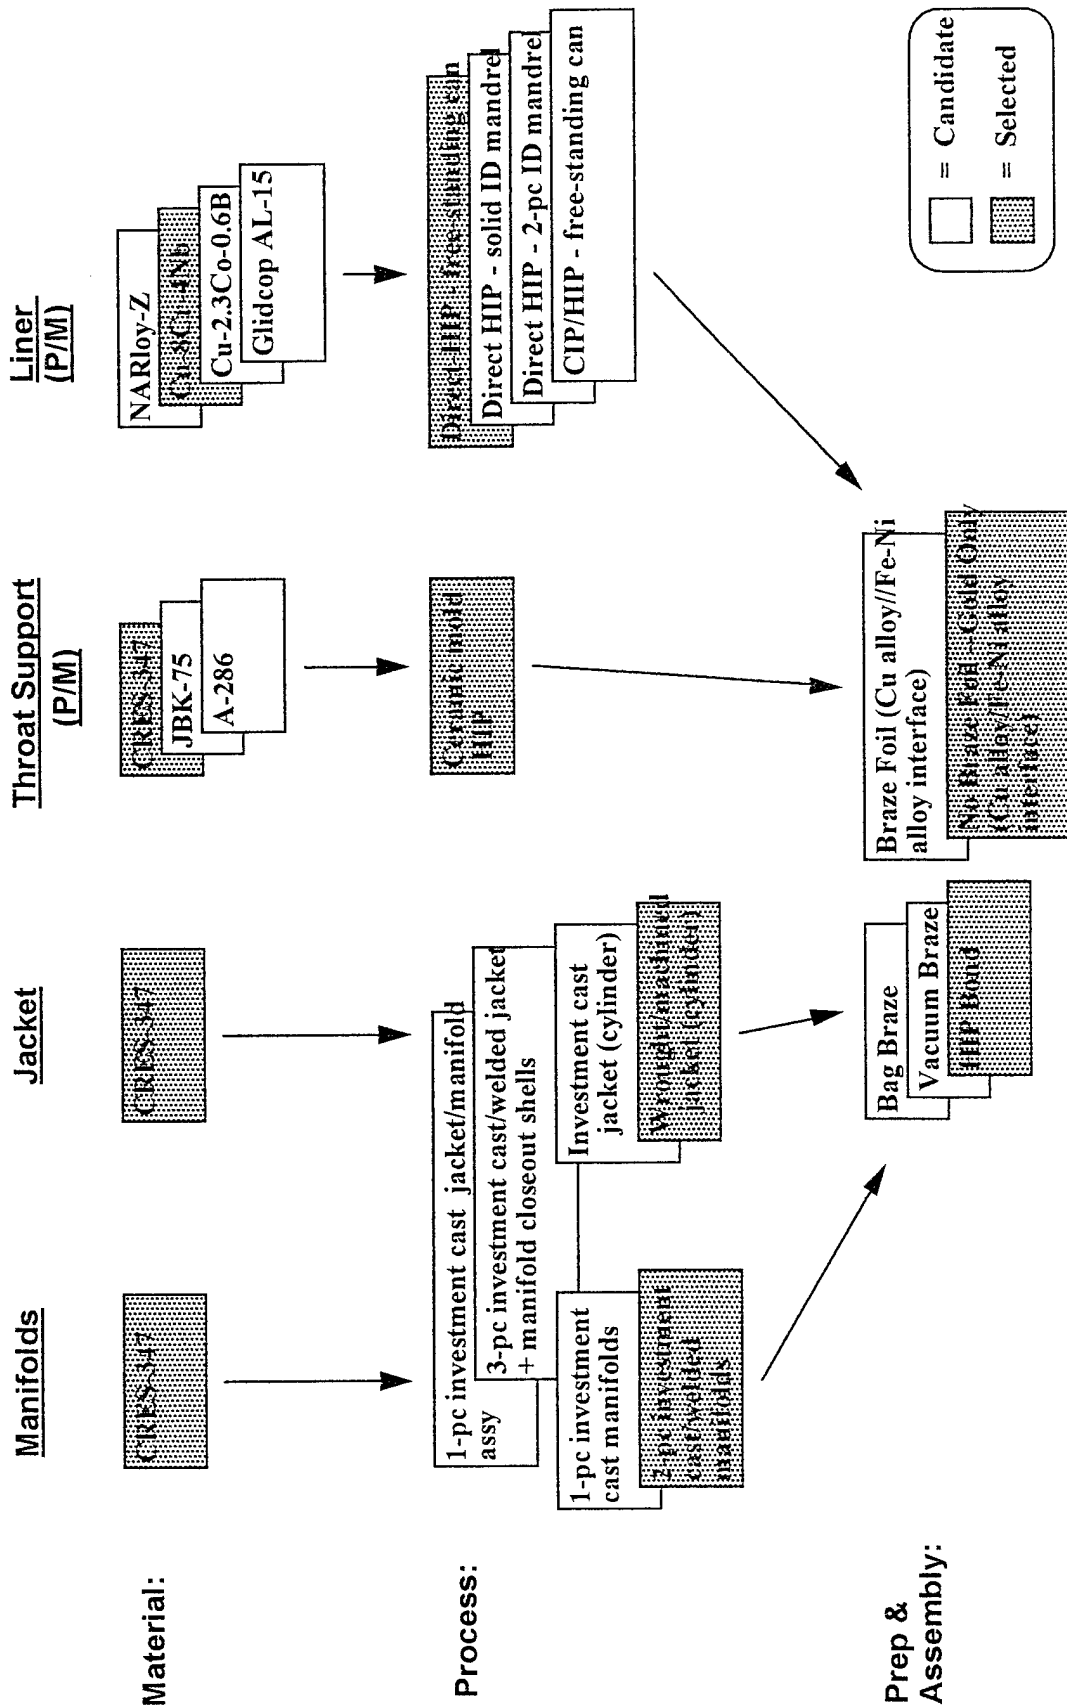 Manifolds
Jacket
Throat Support
(P/M)
Liner
(P/M)
Material:
CRES-347
CRES-347
CRES-347
JBK-75
A-286
NARloy-Z
Cu-8Cr-4Nb
Cu-2.3Co-0.6B
Glidcop AL-15
Process:
1-pc investment cast jacket/manifold
assy
3-pc investment cast/welded jacket
+ manifold closeout shells
1-pc investment
cast manifolds
2-pc investment
cast/welded
manifolds
Investment cast
jacket (cylinder)
Wrought/machined
jacket (cylinder)
Ceramic mold
HIP
Direct HIP - free-standing can
Direct HIP - solid ID mandrel
Direct HIP - 2-pc ID mandrel
CIP/HIP - free-standing can
Prep &
Assembly:
Bag Braze
Vacuum Braze
HIP Bond
Braze Foil (Cu alloy//Fe-Ni
alloy interface)
No Braze Foil - Gold Only
(Cu alloy/Fe-Ni alloy
interface)
= Candidate
= Selected